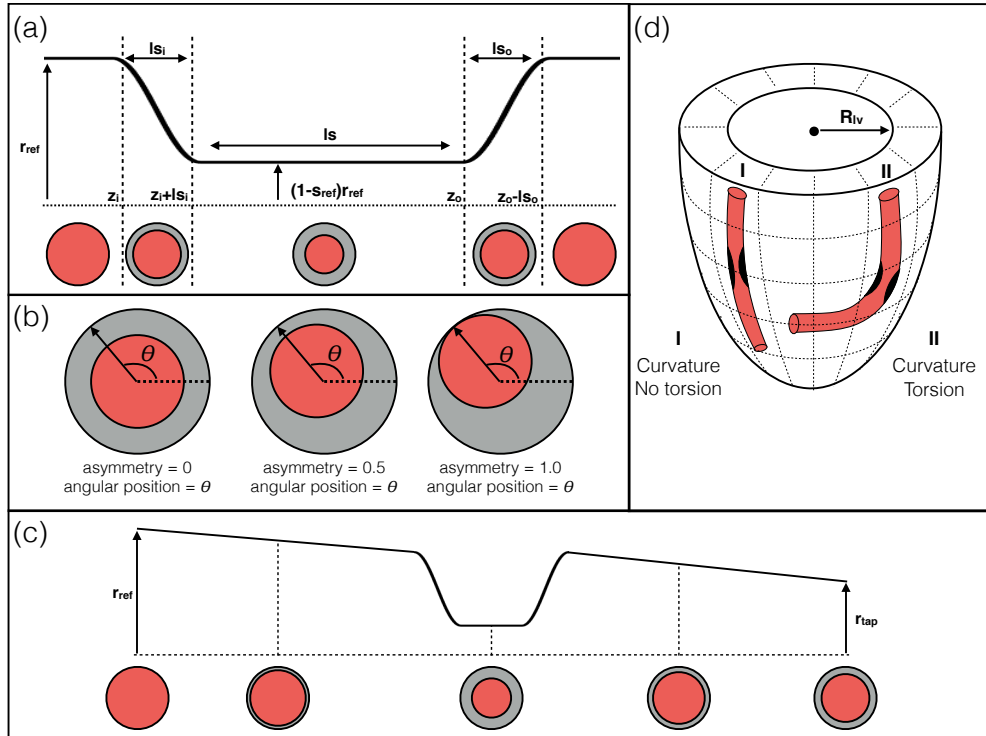 (a)
ls_i
ls_o
ls
r_ref
(1-s_ref)r_ref
z_i
z_i+ls_i
z_o
z_o-ls_o
(b)
θ
θ
θ
asymmetry = 0
angular position = θ
asymmetry = 0.5
angular position = θ
asymmetry = 1.0
angular position = θ
(c)
r_ref
r_tap
(d)
R_lv
I
II
I
Curvature
No torsion
II
Curvature
Torsion